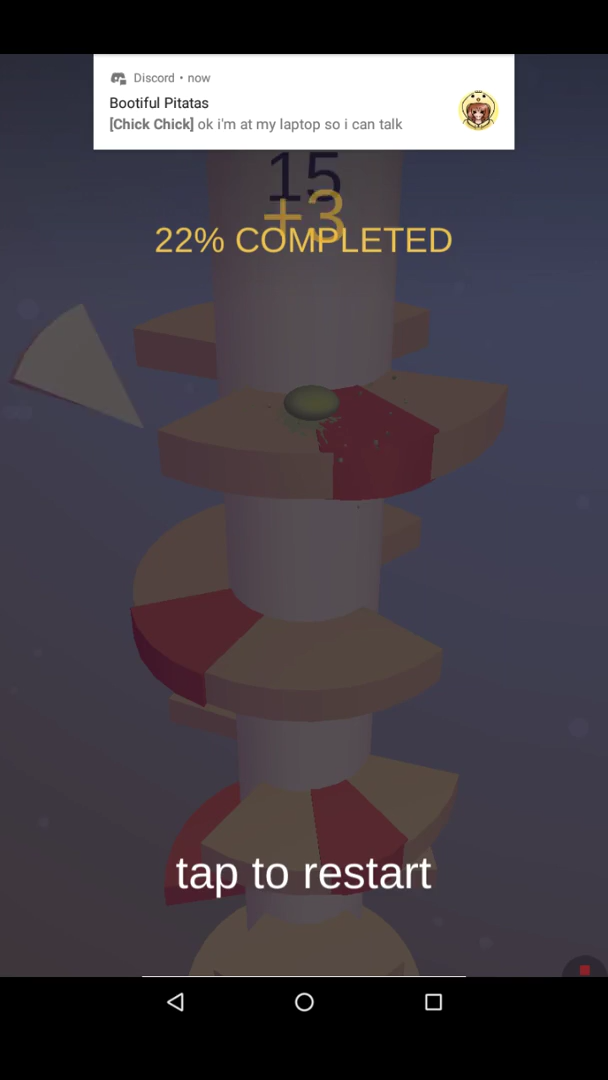 Discord • now
Bootiful Pitatas
[Chick Chick] ok i'm at my laptop so i can talk
15
+3
22% COMPLETED
tap to restart